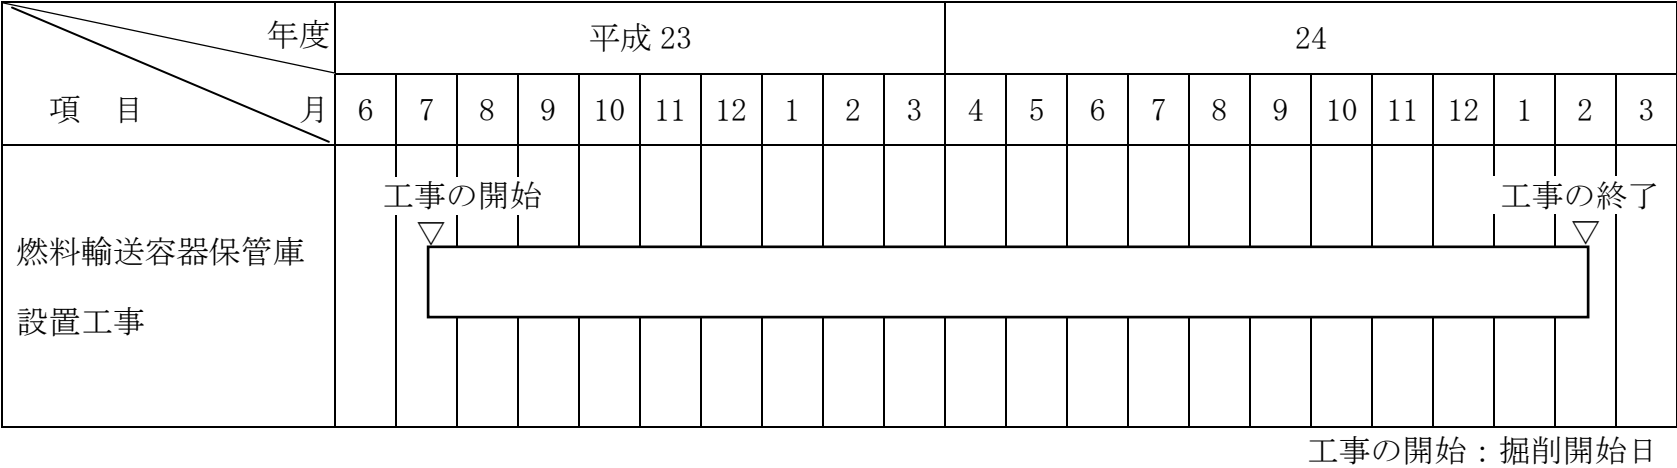 年度 平成 23 24
項 目 月 6 7 8 9 10 11 12 1 2 3 4 5 6 7 8 9 10 11 12 1 2 3
工事の開始 工事の終了
▽ ▽
燃料輸送容器保管庫
設置工事
工事の開始：掘削開始日